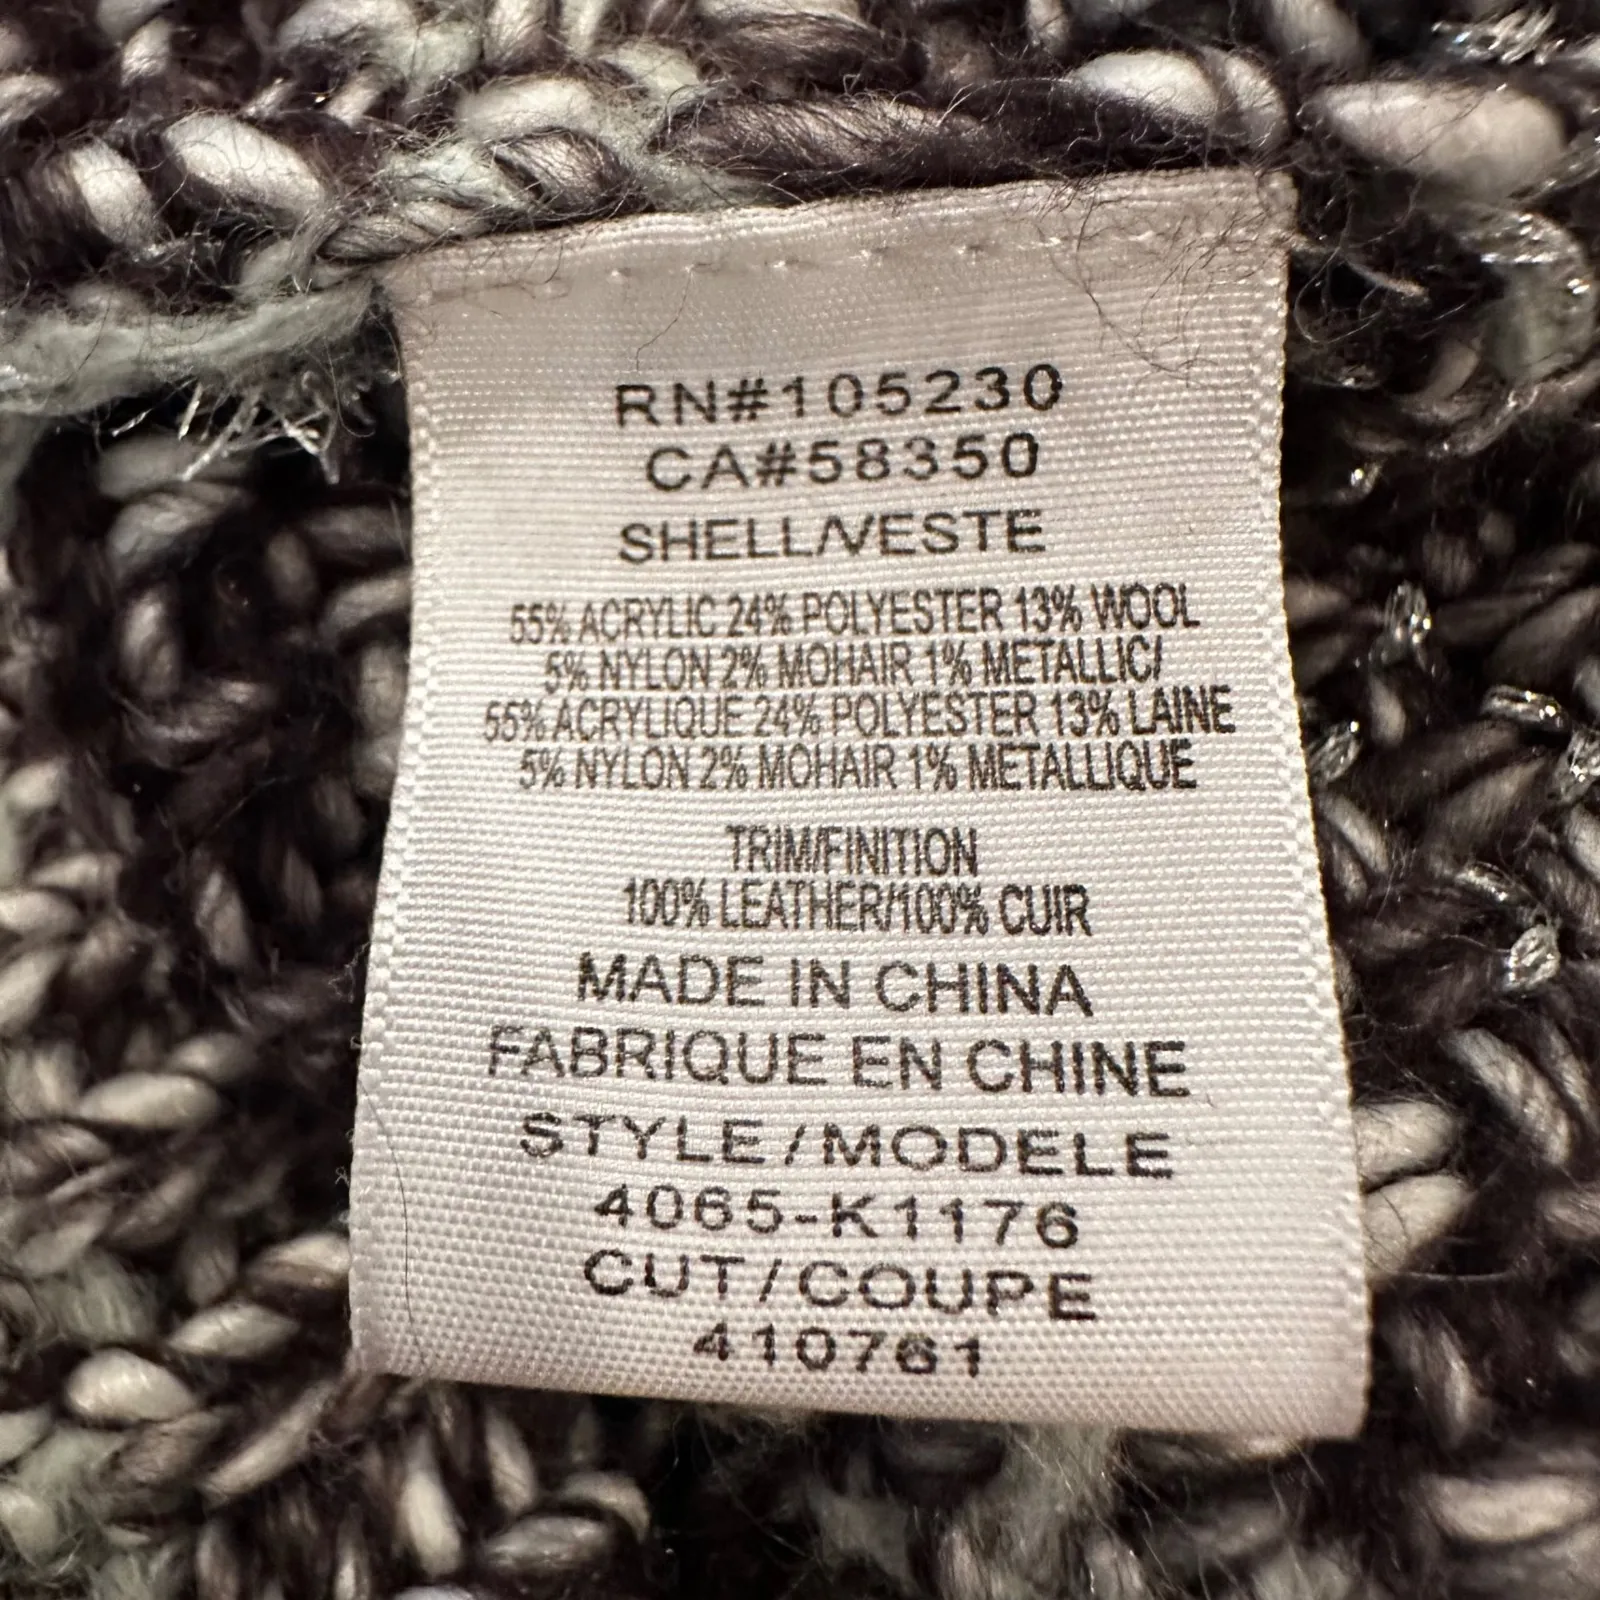 RN#105230
CA#58350
SHELL/VESTE
55% ACRYLIC 24% POLYESTER 13% WOOL
5% NYLON 2% MOHAIR 1% METALLIC/
55% ACRYLIQUE 24% POLYESTER 13% LAINE
5% NYLON 2% MOHAIR 1% METALLIQUE
TRIM/FINITION
100% LEATHER/100% CUIR
MADE IN CHINA
FABRIQUE EN CHINE
STYLE/MODELE
4065-K1176
CUT/COUPE
410761